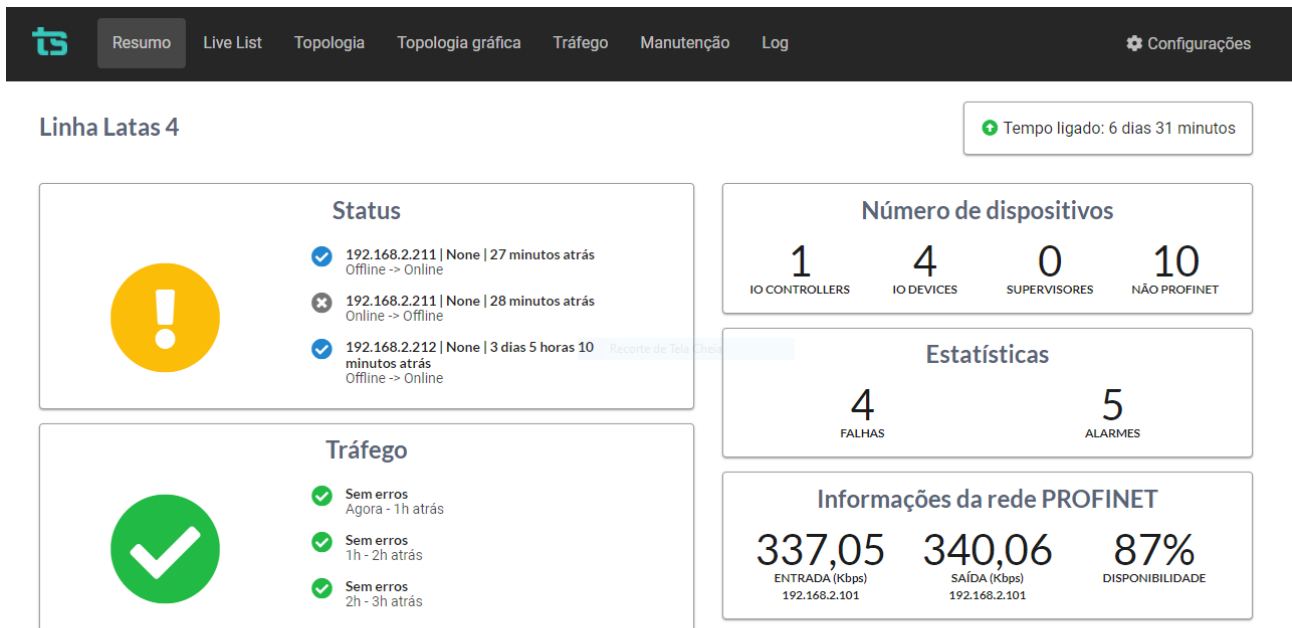 ts
Resumo
Live List
Topologia
Topologia gráfica
Tráfego
Manutenção
Log
Configurações
Linha Latas 4
Tempo ligado: 6 dias 31 minutos
Status
192.168.2.211 | None | 27 minutos atrás
Offline -> Online
192.168.2.211 | None | 28 minutos atrás
Online -> Offline
192.168.2.212 | None | 3 dias 5 horas 10
minutos atrás
Offline -> Online
Recorte de Tela Cheia
Tráfego
Sem erros
Agora - 1h atrás
Sem erros
1h - 2h atrás
Sem erros
2h - 3h atrás
Número de dispositivos
1
IO CONTROLLERS
4
IO DEVICES
0
SUPERVISORES
10
NÃO PROFINET
Estatísticas
4
FALHAS
5
ALARMES
Informações da rede PROFINET
337,05
ENTRADA (Kbps)
192.168.2.101
340,06
SAÍDA (Kbps)
192.168.2.101
87%
DISPONIBILIDADE